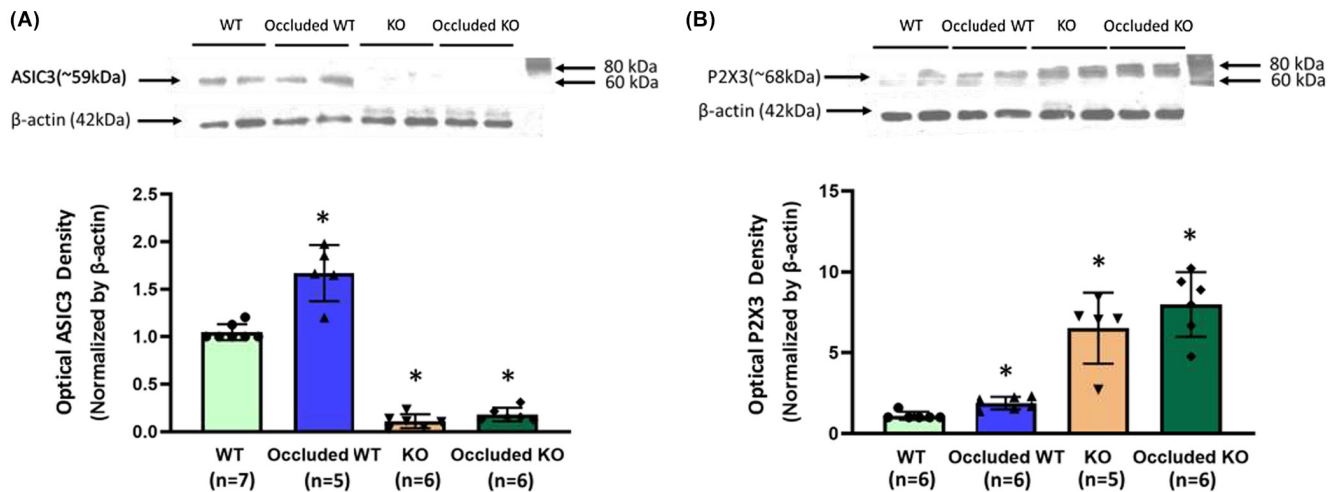 (A)
WT Occluded WT KO Occluded KO
ASIC3(~59kDa)
80 kDa
60 kDa
β-actin (42kDa)
Optical ASIC3 Density
(Normalized by β-actin)
2.5
2.0
1.5
1.0
0.5
0.0
* * * *
WT Occluded WT KO Occluded KO
(n=7) (n=5) (n=6) (n=6)
(B)
WT Occluded WT KO Occluded KO
P2X3(~68kDa)
80 kDa
60 kDa
β-actin (42kDa)
Optical P2X3 Density
(Normalized by β-actin)
15
10
5
0
* * *
WT Occluded WT KO Occluded KO
(n=6) (n=6) (n=5) (n=6)